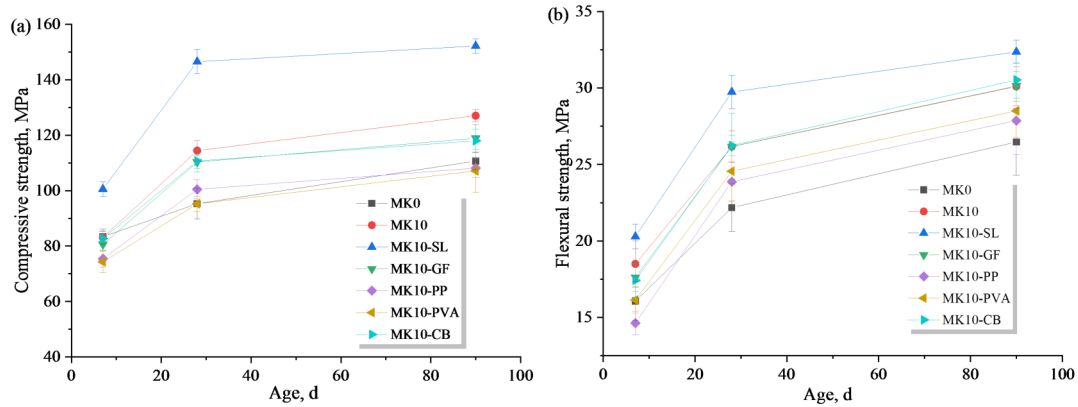 (a)
Compressive strength, MPa
160
140
120
100
80
60
40
0
20
40
60
80
100
Age, d
MK0
MK10
MK10-SL
MK10-GF
MK10-PP
MK10-PVA
MK10-CB
(b)
Flexural strength, MPa
35
30
25
20
15
0
20
40
60
80
100
Age, d
MK0
MK10
MK10-SL
MK10-GF
MK10-PP
MK10-PVA
MK10-CB